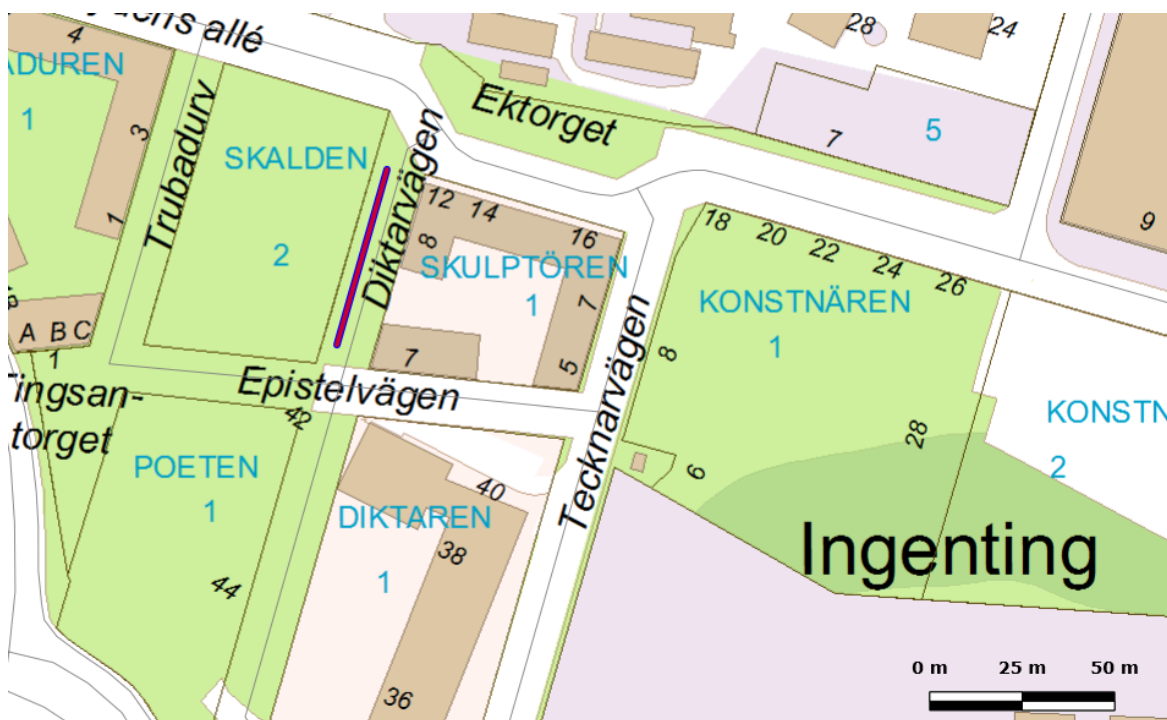 allé
4
ADUREN
1
3
1
Trubadurv
SKALDEN
2
Diktarvägen
Ektorget
28
24
7
5
9
12
14
16
8
SKULPTÖREN
1
7
7
5
18
20
22
24
26
KONSTNÄREN
1
8
28
6
KONSTN
2
A B C
1
Tingsan-
torget
Epistelvägen
42
POETEN
1
44
DIKTAREN
1
40
38
36
Tecknarvägen
Ingenting
0 m 25 m 50 m